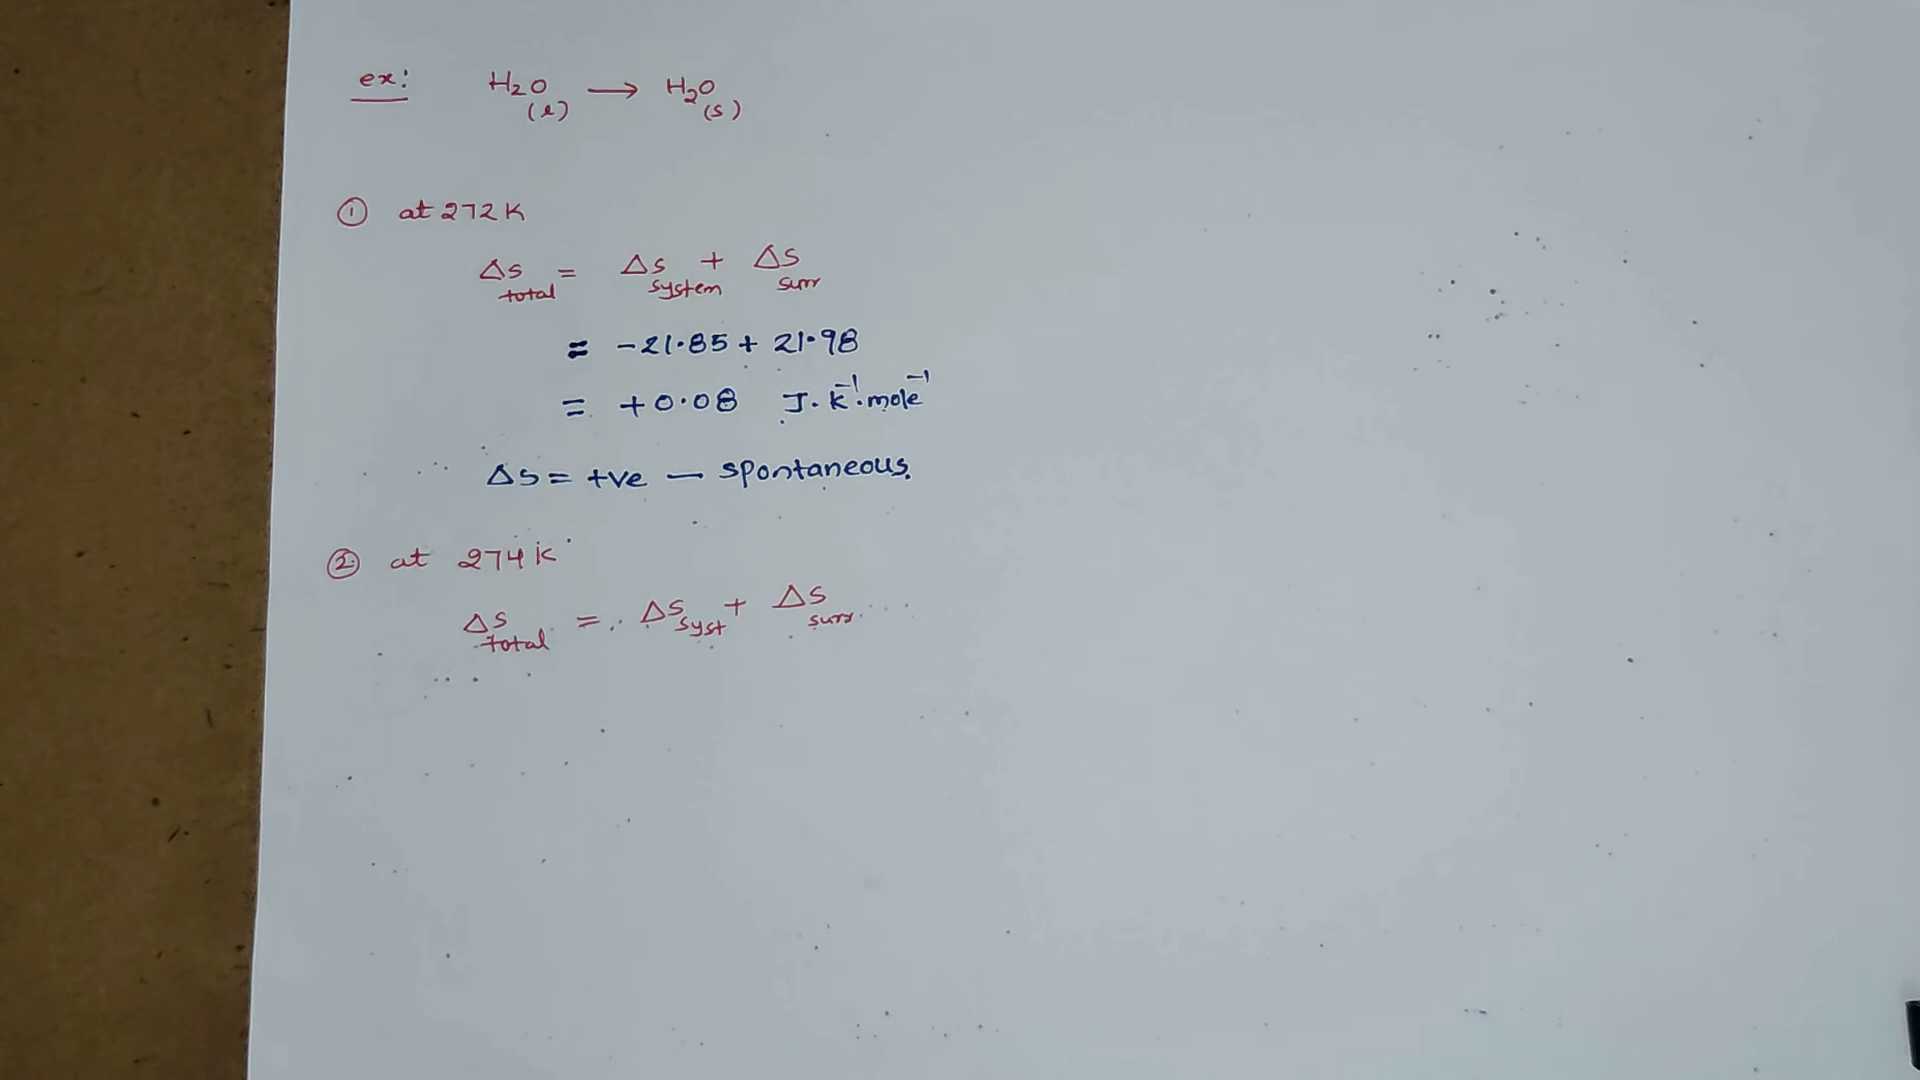 ex: H2O(l) → H2O(s)
① at 272 K
ΔS total = ΔS system + ΔS surr
= -21.85 + 21.98
= +0.08 J. K⁻¹. mole⁻¹
ΔS = +ve — spontaneous.
② at 274 K
ΔS total = ΔS syst + ΔS surr.